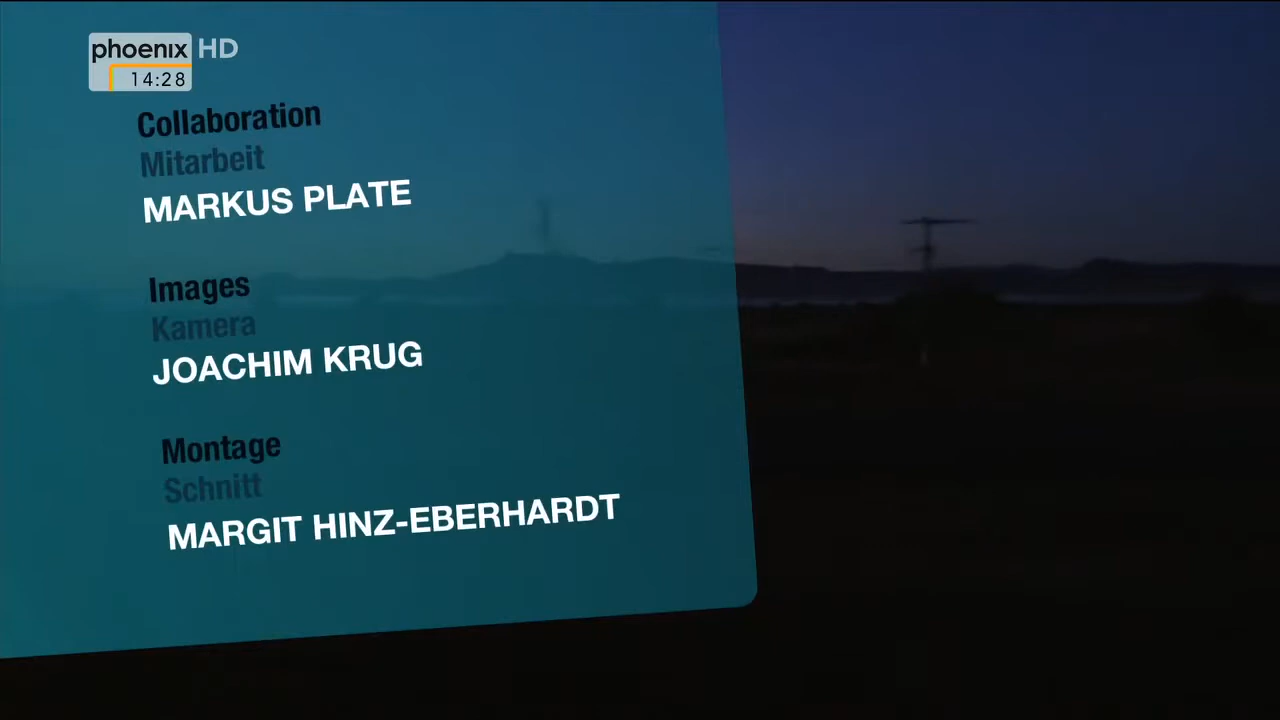 phoenix HD
14:28
Collaboration
Mitarbeit
MARKUS PLATE
Images
Kamera
JOACHIM KRUG
Montage
Schnitt
MARGIT HINZ-EBERHARDT